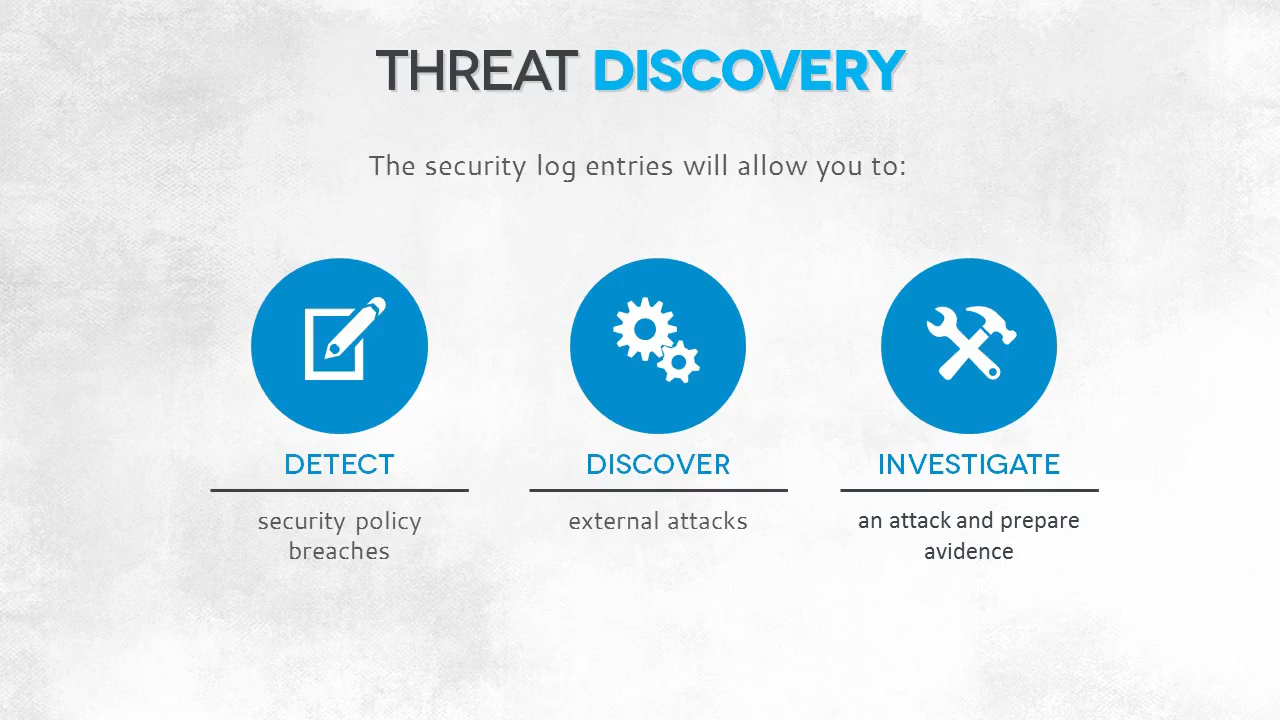 THREAT DISCOVERY
The security log entries will allow you to:
DETECT
security policy
breaches
DISCOVER
external attacks
INVESTIGATE
an attack and prepare
avidence